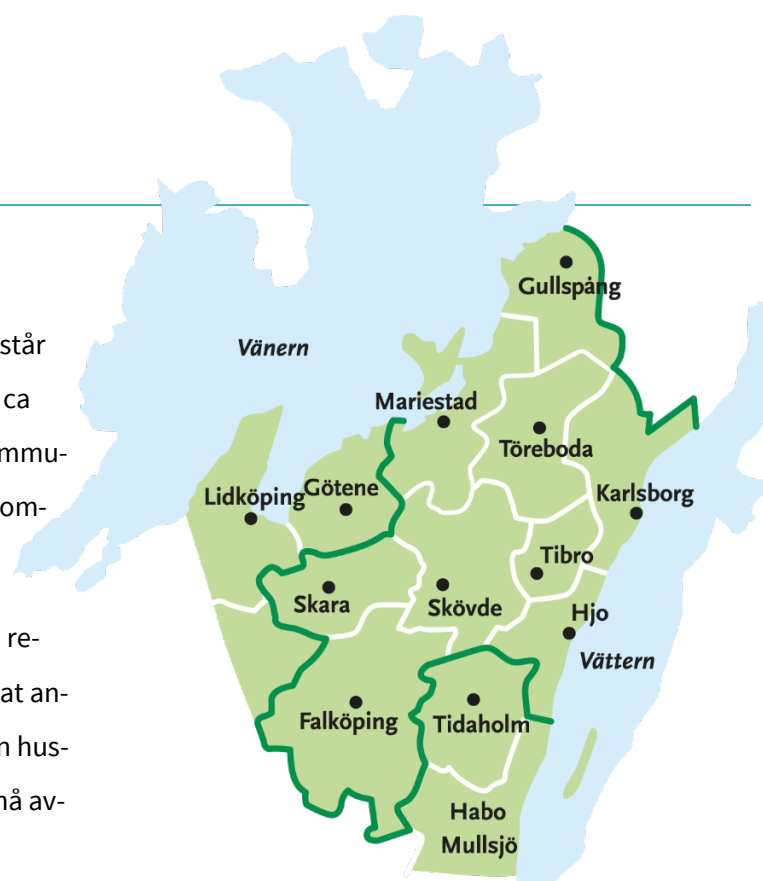 står
ca
mmu-
om-
re-
at an-
n hus-
må av-
Gullspång
Vänern
Mariestad
Töreboda
Lidköping
Götene
Karlsborg
Tibro
Skara
Skövde
Hjo
Vättern
Falköping
Tidaholm
Habo
Mullsjö